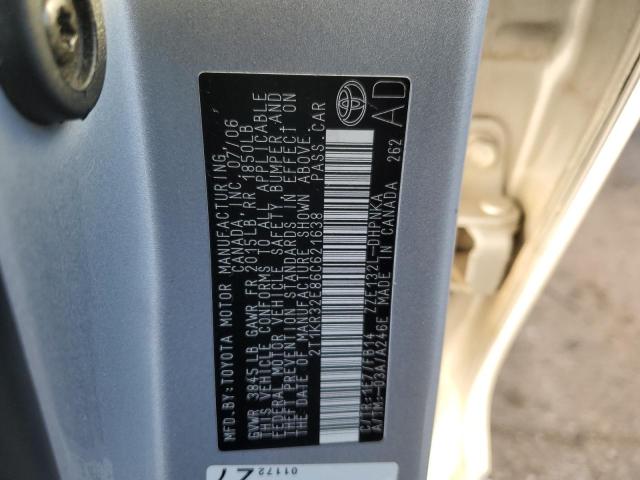 MFD.BY:TOYOTA MOTOR MANUFACTURING
CANADA, INC. 07/06
GVWR 3845LB GAWR FR 2045LB RR 1850LB
THIS VEHICLE CONFORMS TO ALL APPLICABLE
FEDERAL MOTOR VEHICLE SAFETY, BUMPER, AND
THEFT PREVENTION STANDARDS IN EFFECT ON
THE DATE OF MANUFACTURE SHOWN ABOVE.
2T1KR32E86C621638 PASS.CAR
C/TR:1E7/FB14 ZZE132L-DHPNKA
A/TM:-03A/A246E MADE IN CANADA 262
AD
01172